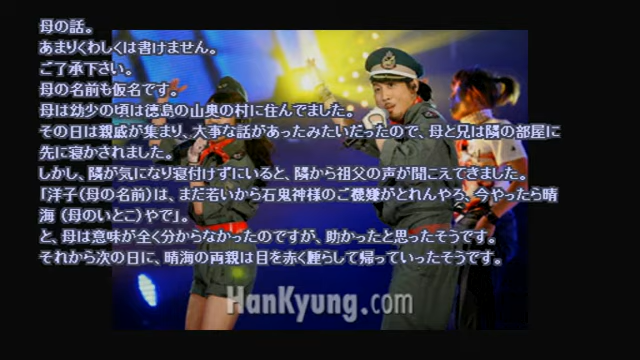 母の話。
あまりくわしくは書けません。
ご了承下さい。
母の名前も仮名です。
母は幼少の頃は徳島の山奥の村に住んでました。
その日は親戚が集まり、大事な話があったみたいだったので、母と兄は隣の部屋に
先に寝かされました。
しかし、隣が気になり寝付けずにいると、隣から祖父の声が聞こえてきました。
「洋子（母の名前）は、まだ若いから石鬼神様のご機嫌がとれんやろ、今やったら晴
海（母のいとこ）やで」。
と、母は意味が全く分からなかったのですが、助かったと思ったそうです。
それから次の日に、晴海の両親は目を赤く腫らして帰っていったそうです。
HanKyung.com